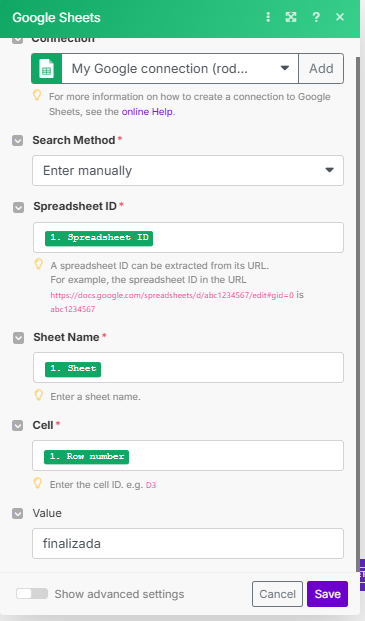 Google Sheets
Connection
My Google connection (rod...
Add
For more information on how to create a connection to Google
Sheets, see the online Help.
Search Method*
Enter manually
Spreadsheet ID*
1. Spreadsheet ID
A spreadsheet ID can be extracted from its URL.
For example, the spreadsheet ID in the URL
https://docs.google.com/spreadsheets/d/abc1234567/edit#gid=0 is
abc1234567
Sheet Name*
1. Sheet
Enter a sheet name.
Cell*
1. Row number
Enter the cell ID. e.g. D3
Value
finalizada
Show advanced settings
Cancel
Save